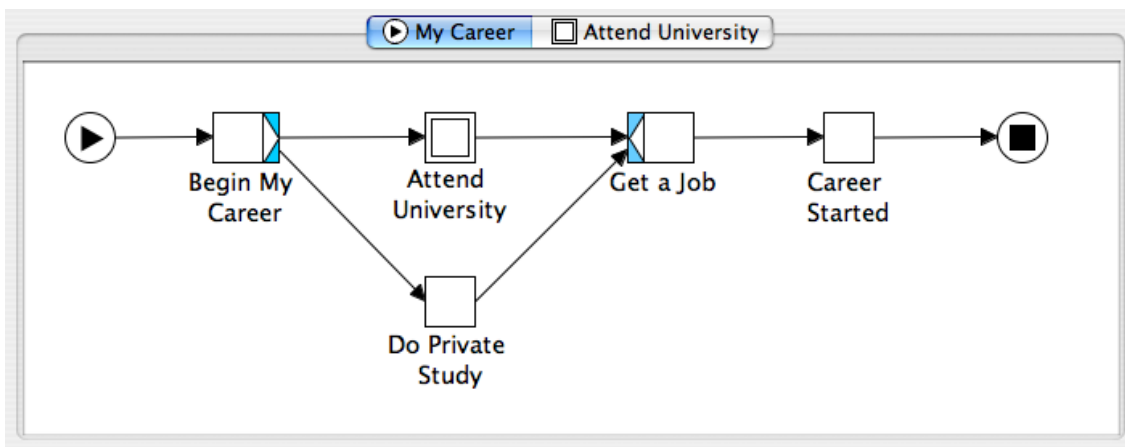 My Career
Attend University
Begin My
Career
Attend
University
Get a Job
Career
Started
Do Private
Study